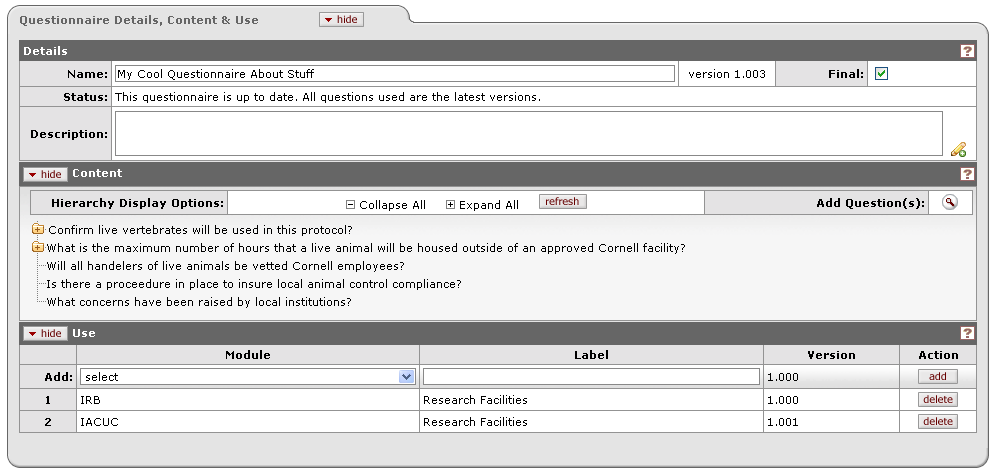 Questionnaire Details, Content & Use hide
Details ?
Name: My Cool Questionnaire About Stuff version 1.003 Final:
Status: This questionnaire is up to date. All questions used are the latest versions.
Description:
hide Content ?
Hierarchy Display Options: Collapse All Expand All refresh Add Question(s):
Confirm live vertebrates will be used in this protocol?
What is the maximum number of hours that a live animal will be housed outside of an approved Cornell facility?
Will all handelers of live animals be vetted Cornell employees?
Is there a proceedure in place to insure local animal control compliance?
What concerns have been raised by local institutions?
hide Use ?
Module Label Version Action
Add: select 1.000 add
1 IRB Research Facilities 1.000 delete
2 IACUC Research Facilities 1.001 delete